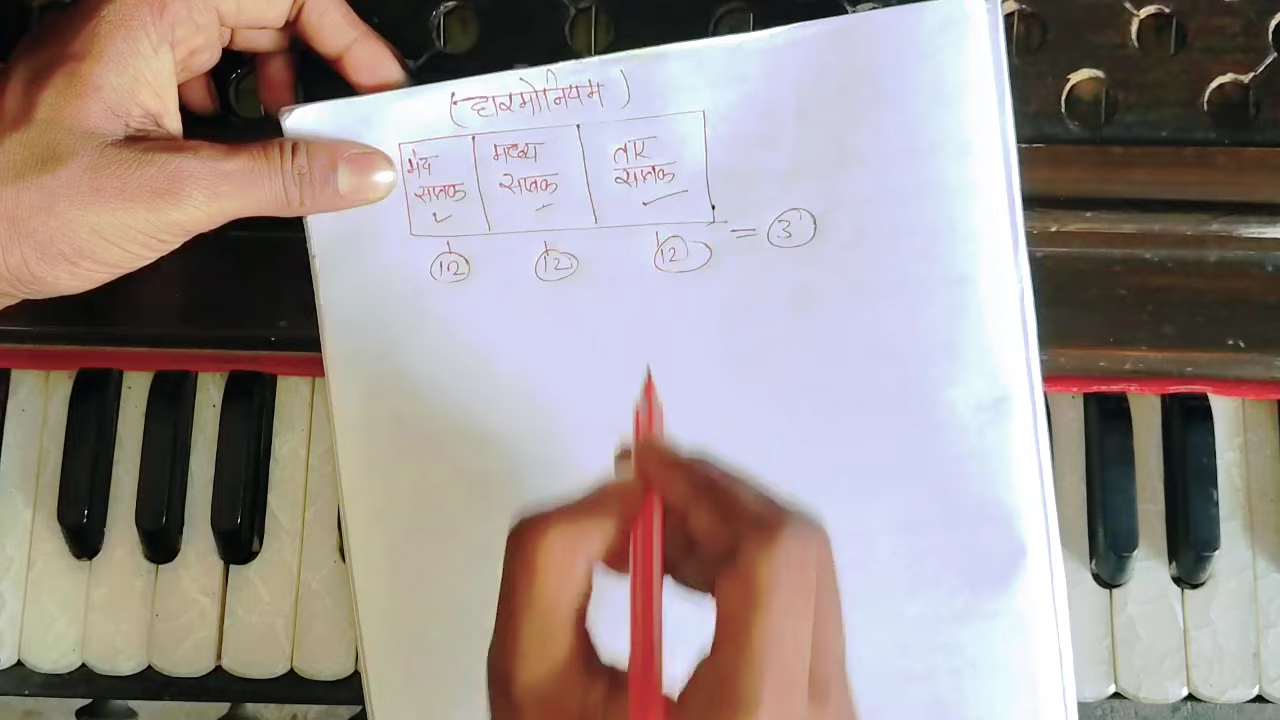 (हारमोनियम)
मंद्र मध्य तार
सप्तक सप्तक सप्तक
12 12 12 = 3